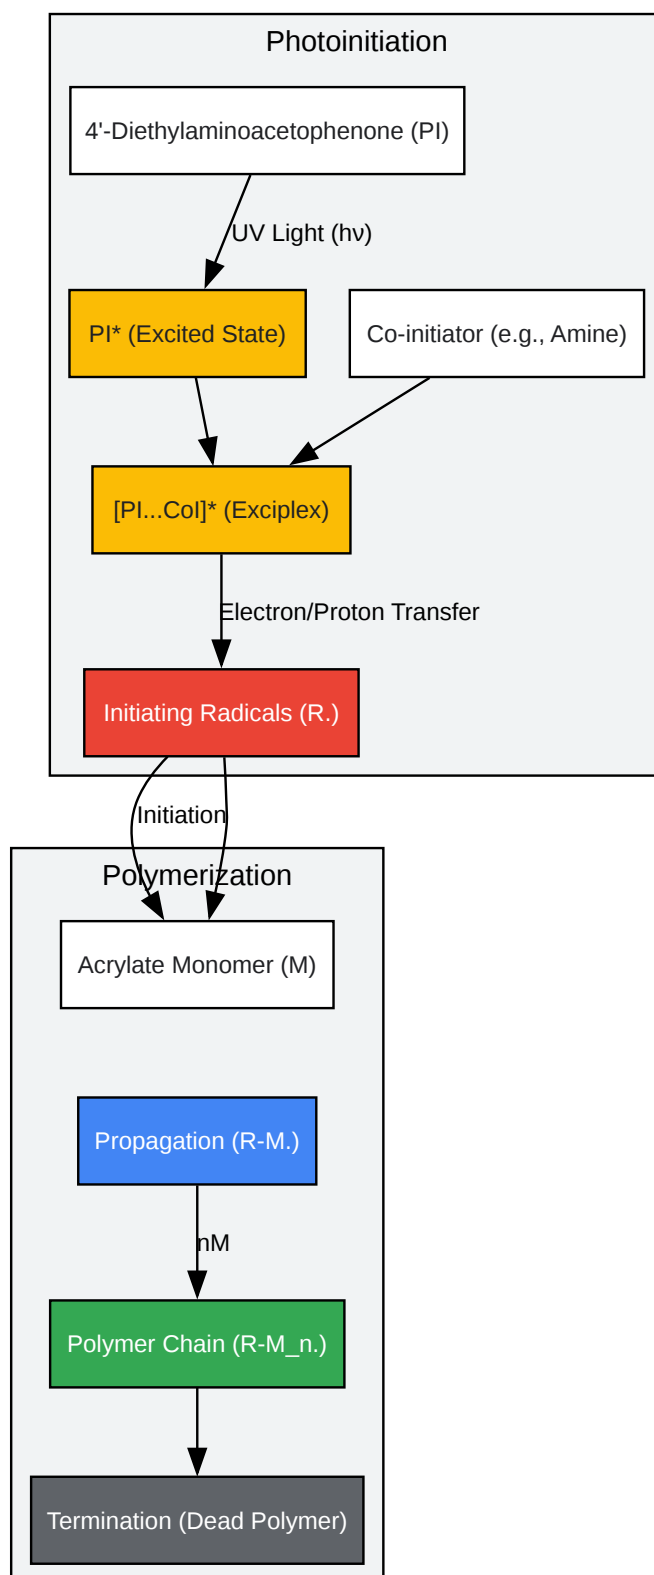 Photoinitiation
4'-Diethylaminoacetophenone (PI)
UV Light (hν)
PI* (Excited State)
Co-initiator (e.g., Amine)
[PI...CoI]* (Exciplex)
Electron/Proton Transfer
Initiating Radicals (R.)
Initiation
Polymerization
Acrylate Monomer (M)
Propagation (R-M.)
nM
Polymer Chain (R-M_n.)
Termination (Dead Polymer)